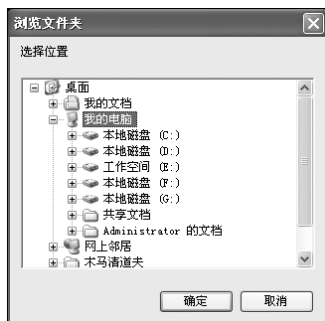 浏览文件夹
选择位置
桌面
我的文档
我的电脑
本地磁盘 (C:)
本地磁盘 (D:)
工作空间 (E:)
本地磁盘 (F:)
本地磁盘 (G:)
共享文档
Administrator 的文档
网上邻居
木马清道夫
确定
取消